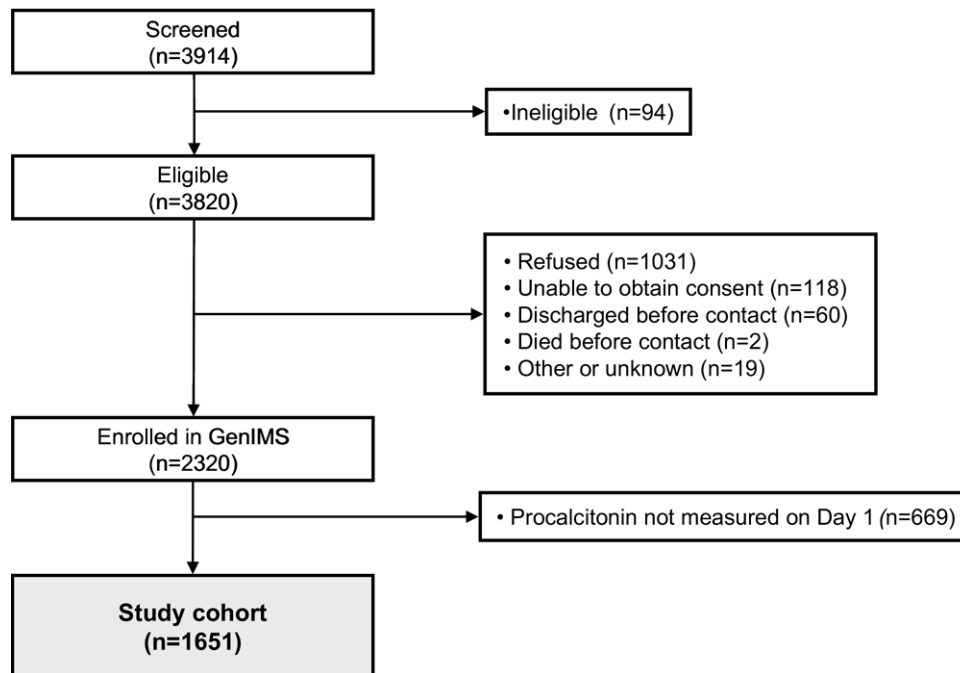 Screened
(n=3914)
•Ineligible (n=94)
Eligible
(n=3820)
• Refused (n=1031)
• Unable to obtain consent (n=118)
• Discharged before contact (n=60)
• Died before contact (n=2)
• Other or unknown (n=19)
Enrolled in GenIMS
(n=2320)
• Procalcitonin not measured on Day 1 (n=669)
Study cohort
(n=1651)